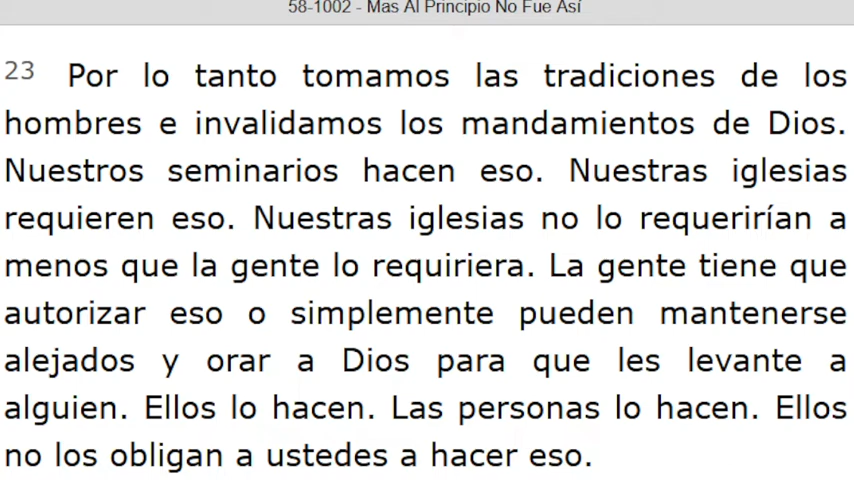 58-1002 - Mas Al Principio No Fue Así
23 Por lo tanto tomamos las tradiciones de los
hombres e invalidamos los mandamientos de Dios.
Nuestros seminarios hacen eso. Nuestras iglesias
requieren eso. Nuestras iglesias no lo requerirían a
menos que la gente lo requiriera. La gente tiene que
autorizar eso o simplemente pueden mantenerse
alejados y orar a Dios para que les levante a
alguien. Ellos lo hacen. Las personas lo hacen. Ellos
no los obligan a ustedes a hacer eso.